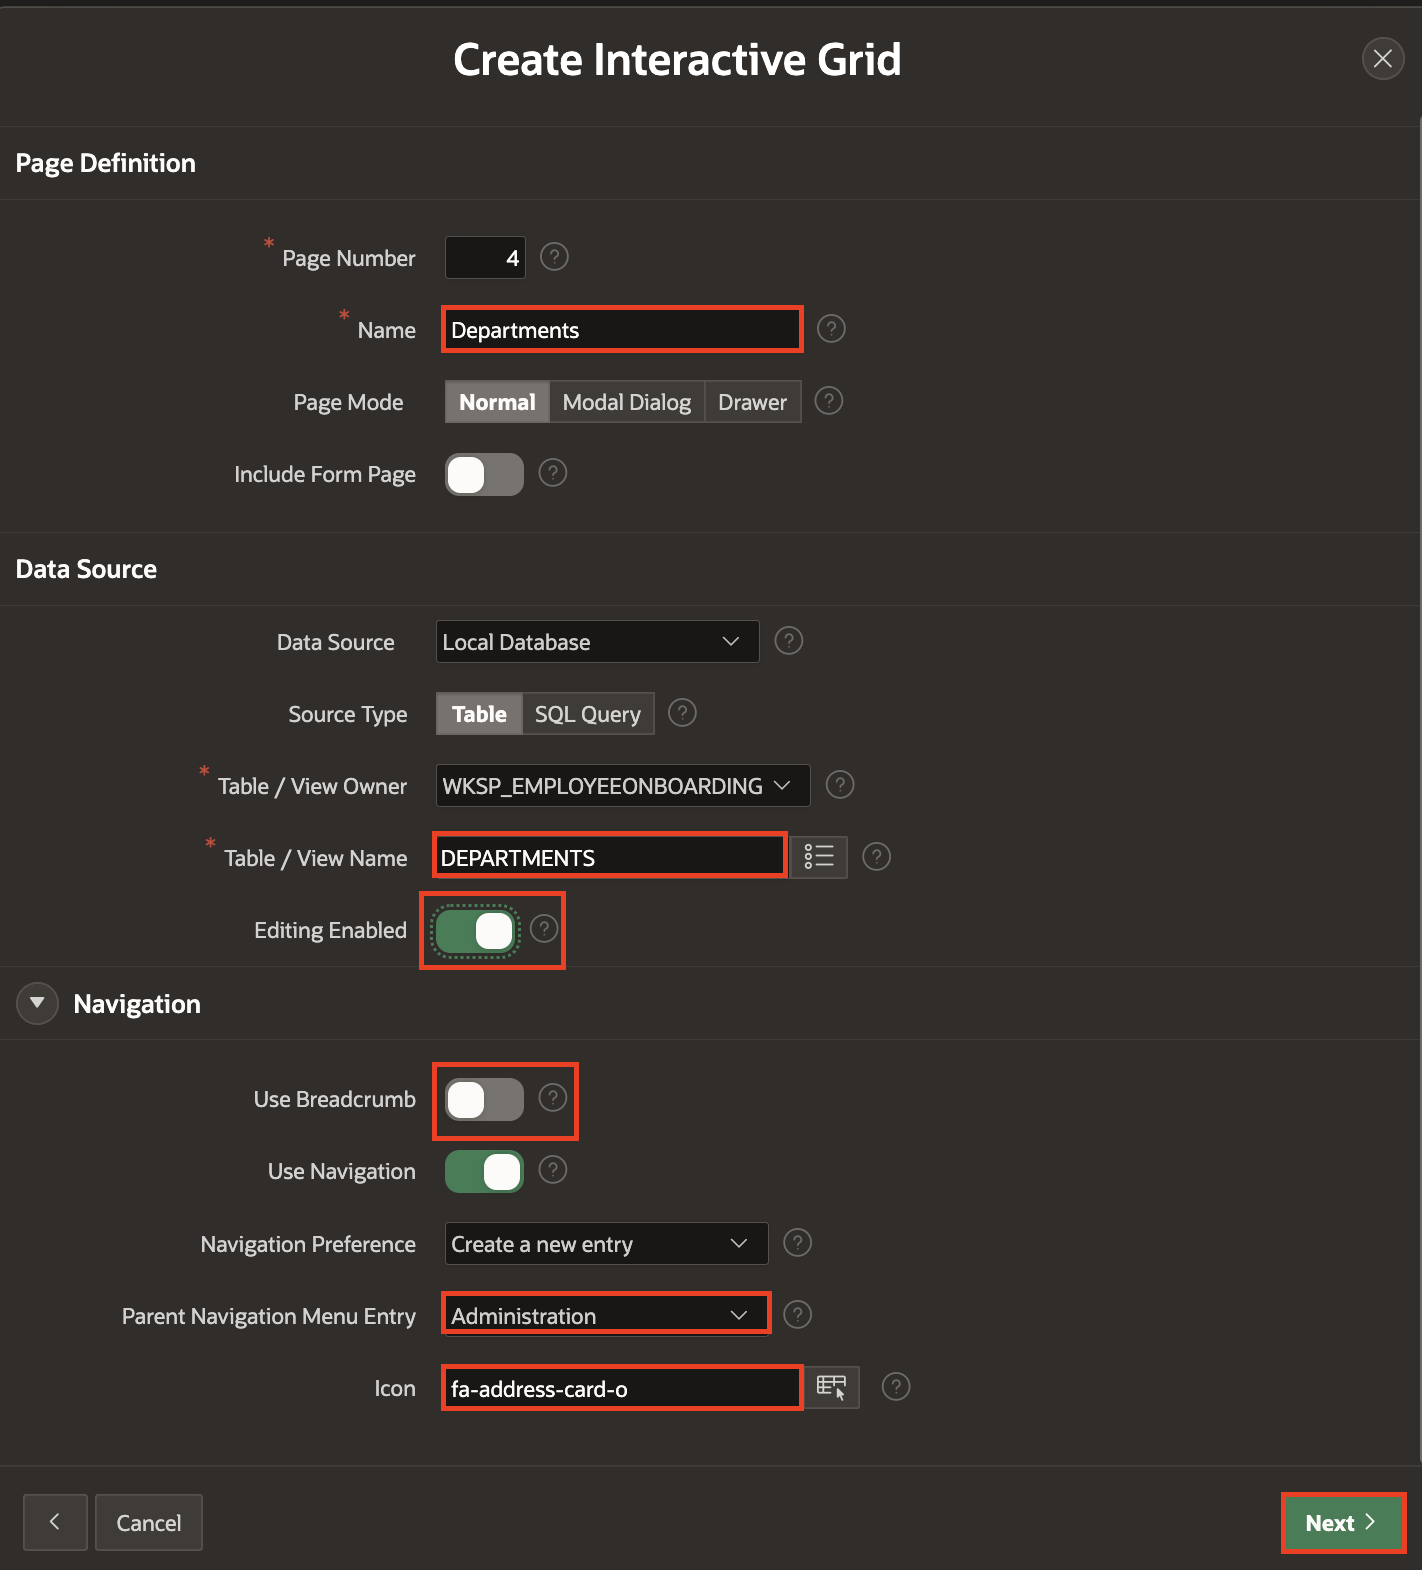 Create Interactive Grid
Page Definition
* Page Number 4 ?
* Name Departments ?
Page Mode Normal Modal Dialog Drawer ?
Include Form Page ?
Data Source
Data Source Local Database ?
Source Type Table SQL Query ?
* Table / View Owner WKSP_EMPLOYEEONBOARDING ?
* Table / View Name DEPARTMENTS ?
Editing Enabled ?
Navigation
Use Breadcrumb ?
Use Navigation ?
Navigation Preference Create a new entry ?
Parent Navigation Menu Entry Administration ?
Icon fa-address-card-o ?
Cancel Next